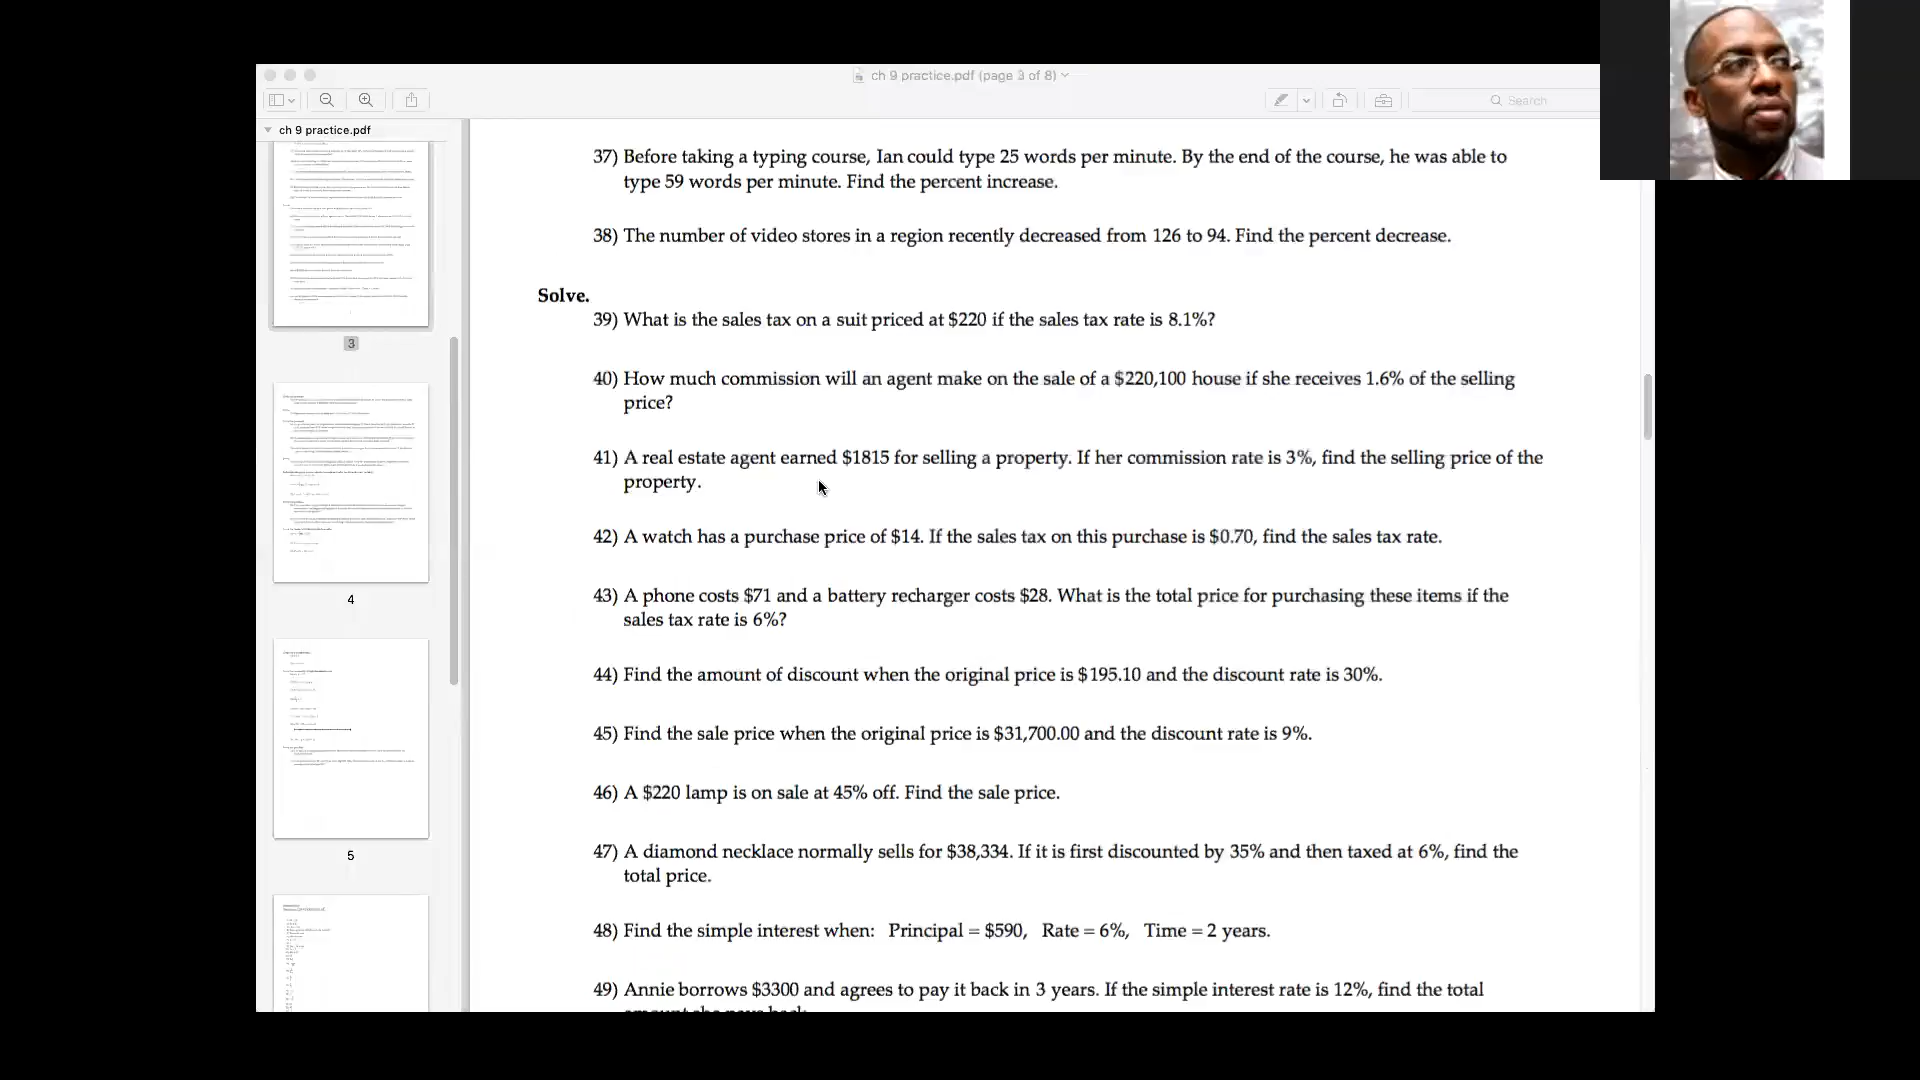 ch 9 practice.pdf (page 3 of 8)
Search
ch 9 practice.pdf
3
4
5
37) Before taking a typing course, Ian could type 25 words per minute. By the end of the course, he was able to
type 59 words per minute. Find the percent increase.
38) The number of video stores in a region recently decreased from 126 to 94. Find the percent decrease.
Solve.
39) What is the sales tax on a suit priced at $220 if the sales tax rate is 8.1%?
40) How much commission will an agent make on the sale of a $220,100 house if she receives 1.6% of the selling
price?
41) A real estate agent earned $1815 for selling a property. If her commission rate is 3%, find the selling price of the
property.
42) A watch has a purchase price of $14. If the sales tax on this purchase is $0.70, find the sales tax rate.
43) A phone costs $71 and a battery recharger costs $28. What is the total price for purchasing these items if the
sales tax rate is 6%?
44) Find the amount of discount when the original price is $195.10 and the discount rate is 30%.
45) Find the sale price when the original price is $31,700.00 and the discount rate is 9%.
46) A $220 lamp is on sale at 45% off. Find the sale price.
47) A diamond necklace normally sells for $38,334. If it is first discounted by 35% and then taxed at 6%, find the
total price.
48) Find the simple interest when: Principal = $590, Rate = 6%, Time = 2 years.
49) Annie borrows $3300 and agrees to pay it back in 3 years. If the simple interest rate is 12%, find the total